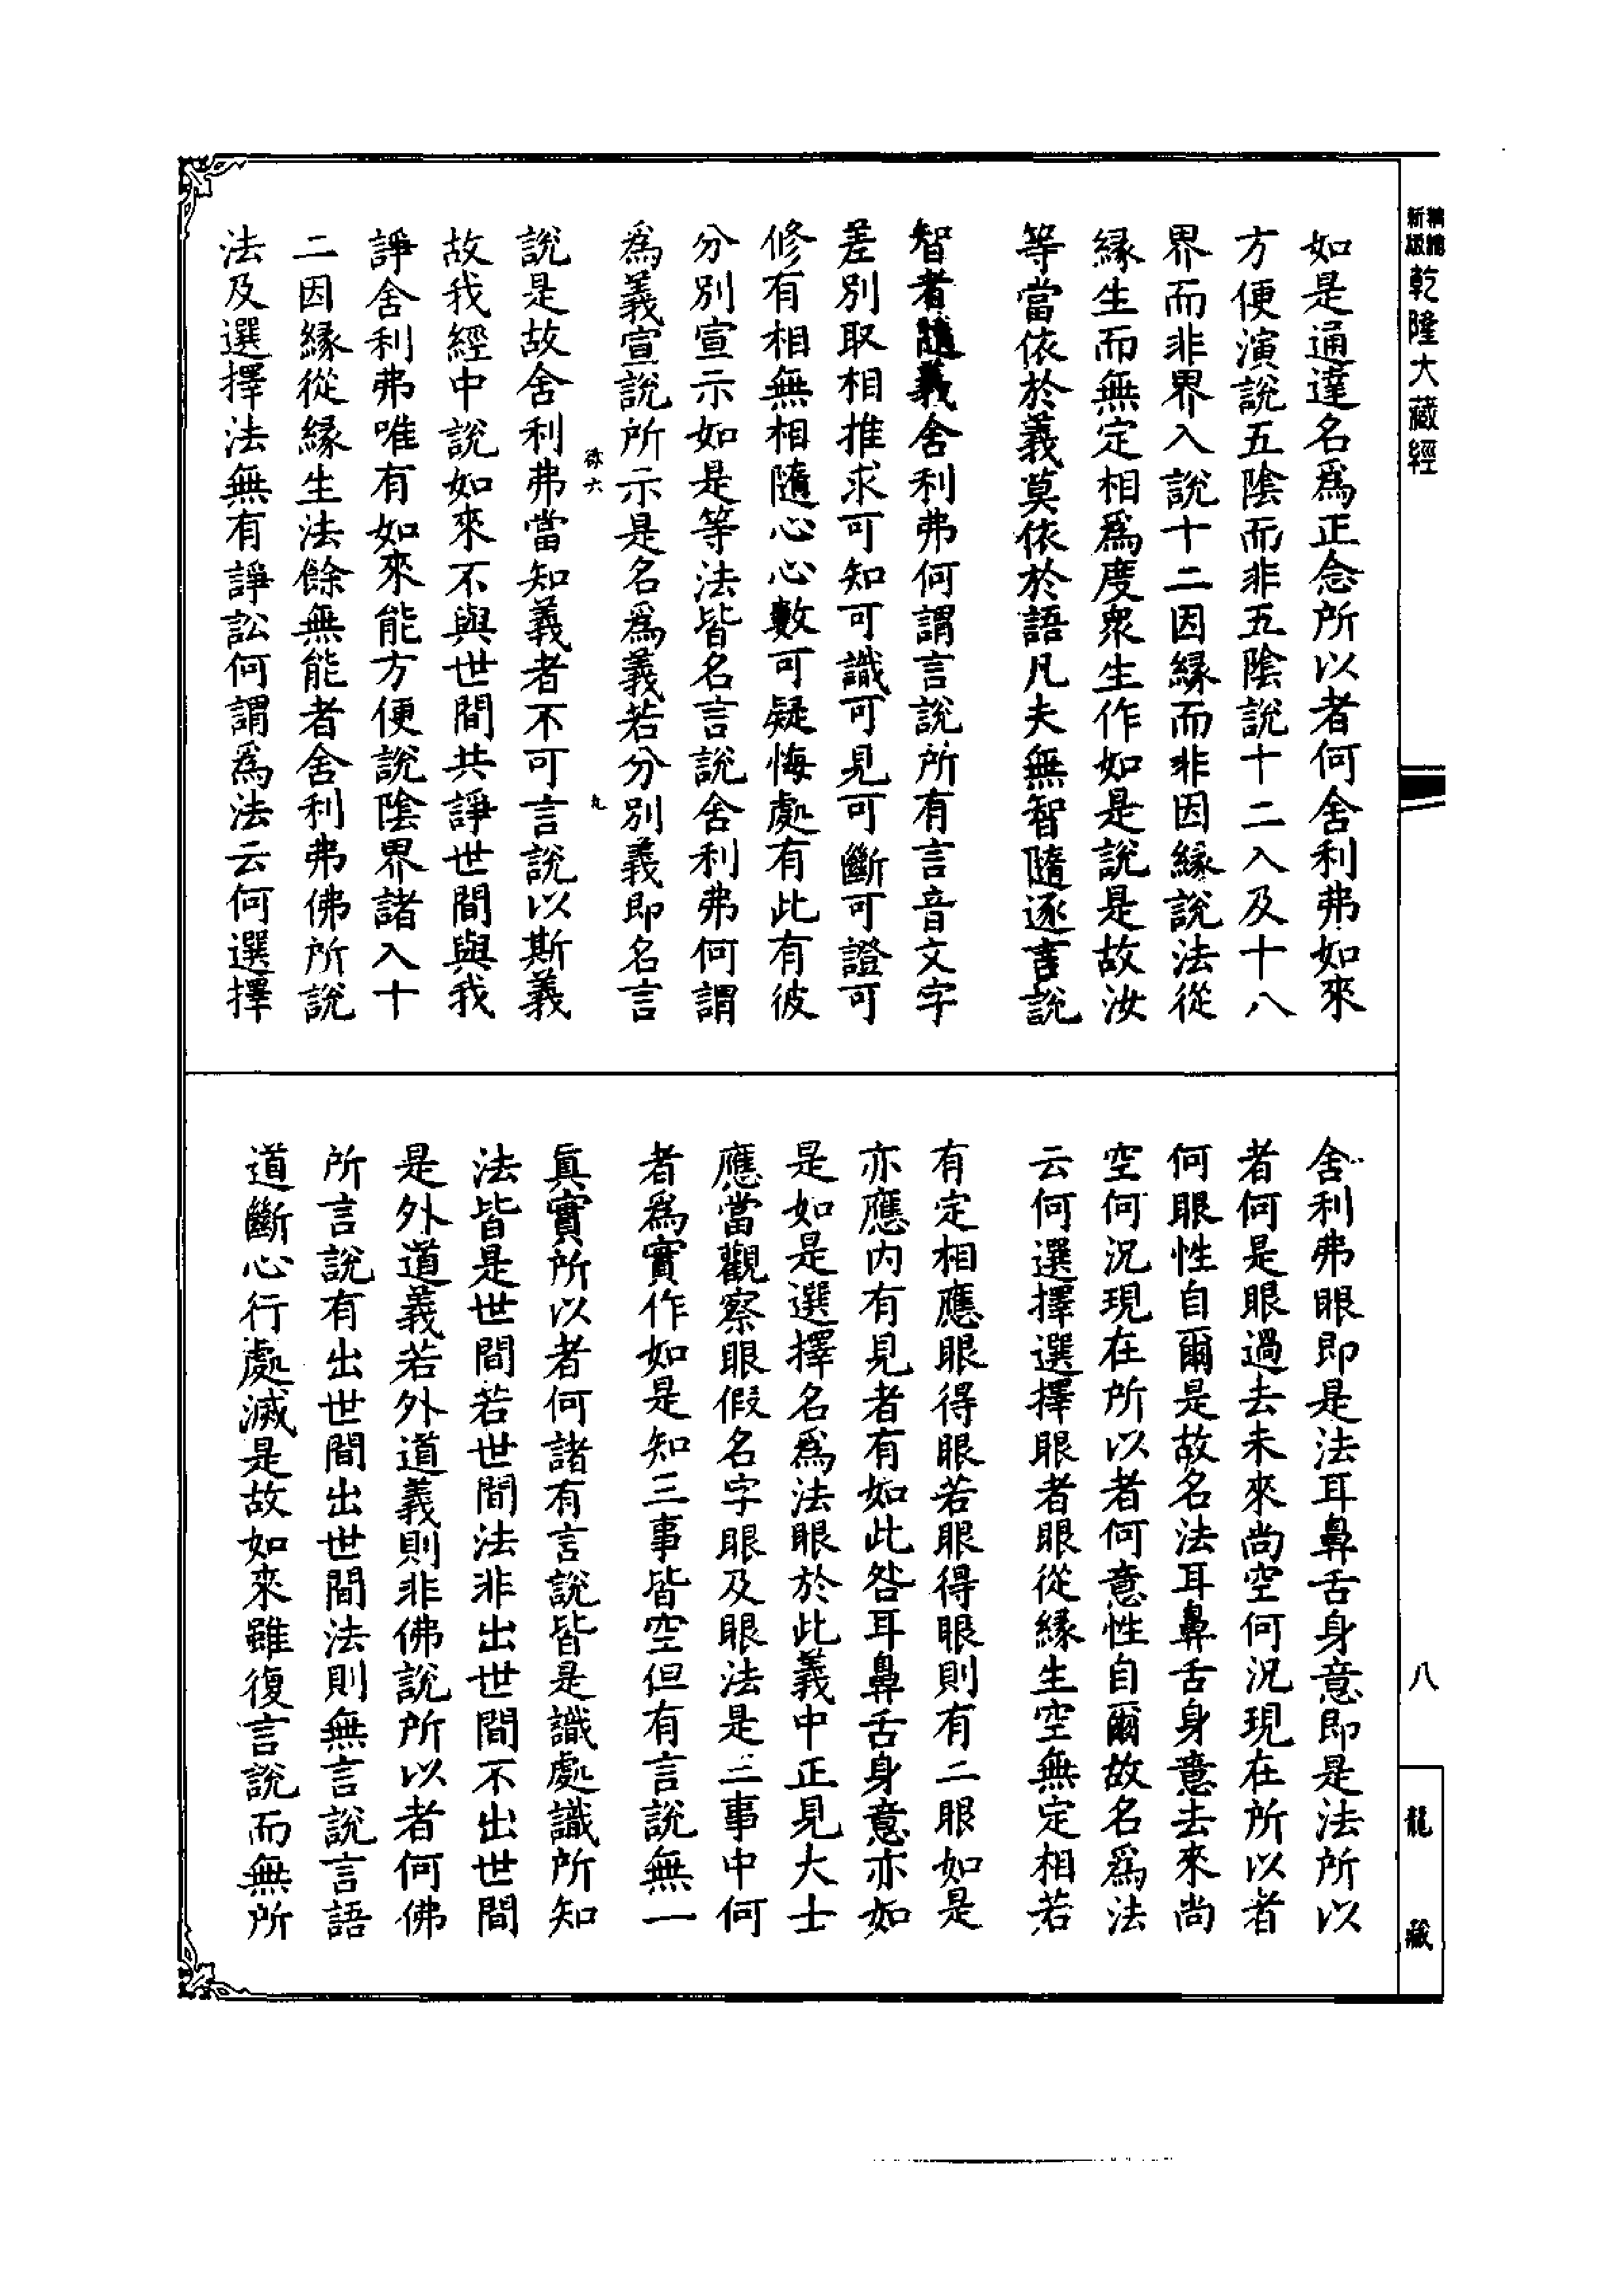 新編縮級
乾隆大藏經
如是通達名爲正念所以者何舍利弗如來
方便演說五陰而非五陰說十二入及十八
界而非界入說十二因緣而非因緣說法從
緣生而無定相爲度衆生作如是說是故汝
等當依於義莫依於語凡夫無智隨逐言說
智者隨義舍利弗何謂言說所有言音文字
差別取相推求可知可識可見可斷可證可
修有相無相隨心心數可疑悔處有此有彼
分別宣示如是等法皆名言說舍利弗何謂
爲義宣說所示是名爲義若分別義即名言
說是故舍利弗當知義者不可言說以斯義
故我經中說如來不與世間共諍世間與我
諍舍利弗唯有如來能方便說陰界諸入十
二因緣從緣生法餘無能者舍利弗佛所說
法及選擇法無有諍訟何謂爲法云何選擇
舍利弗眼即是法耳鼻舌身意即是法所以
者何是眼過去未來尚空何況現在所以者
何眼性自爾是故名法耳鼻舌身意去來尚
空何況現在所以者何意性自爾故名爲法
云何選擇選擇眼者眼從緣生空無定相若
有定相應眼得眼若眼得眼則有二眼如是
亦應內有見者有如此咎耳鼻舌身意亦如
是如是選擇名爲法眼於此義中正見大士
應當觀察眼假名字眼及眼法是三事中何
者爲實作如是知三事皆空但有言說無一
眞實所以者何諸有言說皆是識處識所知
法皆是世間若世間法非出世間不出世間
是外道義若外道義則非佛說所以者何佛
所言說有出世間出世間法則無言說言語
道斷心行處滅是故如來雖復言說而無所
八
龍藏